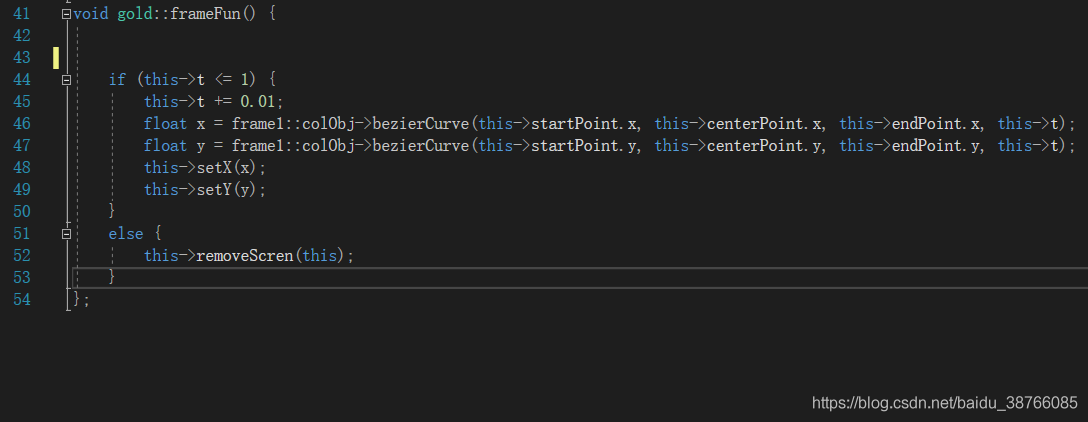 41 void gold::frameFun() {
42
43
44 if (this->t <= 1) {
45 this->t += 0.01;
46 float x = frame1::colObj->bezierCurve(this->startPoint.x, this->centerPoint.x, this->endPoint.x, this->t);
47 float y = frame1::colObj->bezierCurve(this->startPoint.y, this->centerPoint.y, this->endPoint.y, this->t);
48 this->setX(x);
49 this->setY(y);
50 }
51 else {
52 this->removeScren(this);
53 }
54 };
https://blog.csdn.net/baidu_38766085